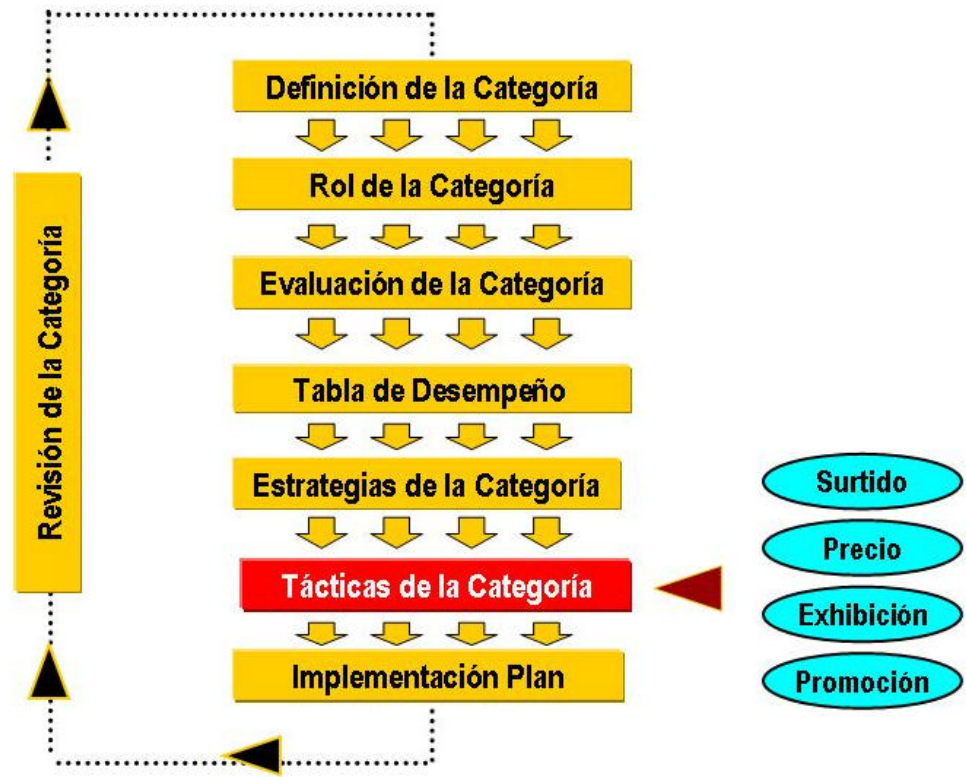 Definición de la Categoría
Rol de la Categoría
Evaluación de la Categoría
Tabla de Desempeño
Estrategias de la Categoría
Tácticas de la Categoría
Implementación Plan
Revisión de la Categoría
Surtido
Precio
Exhibición
Promoción